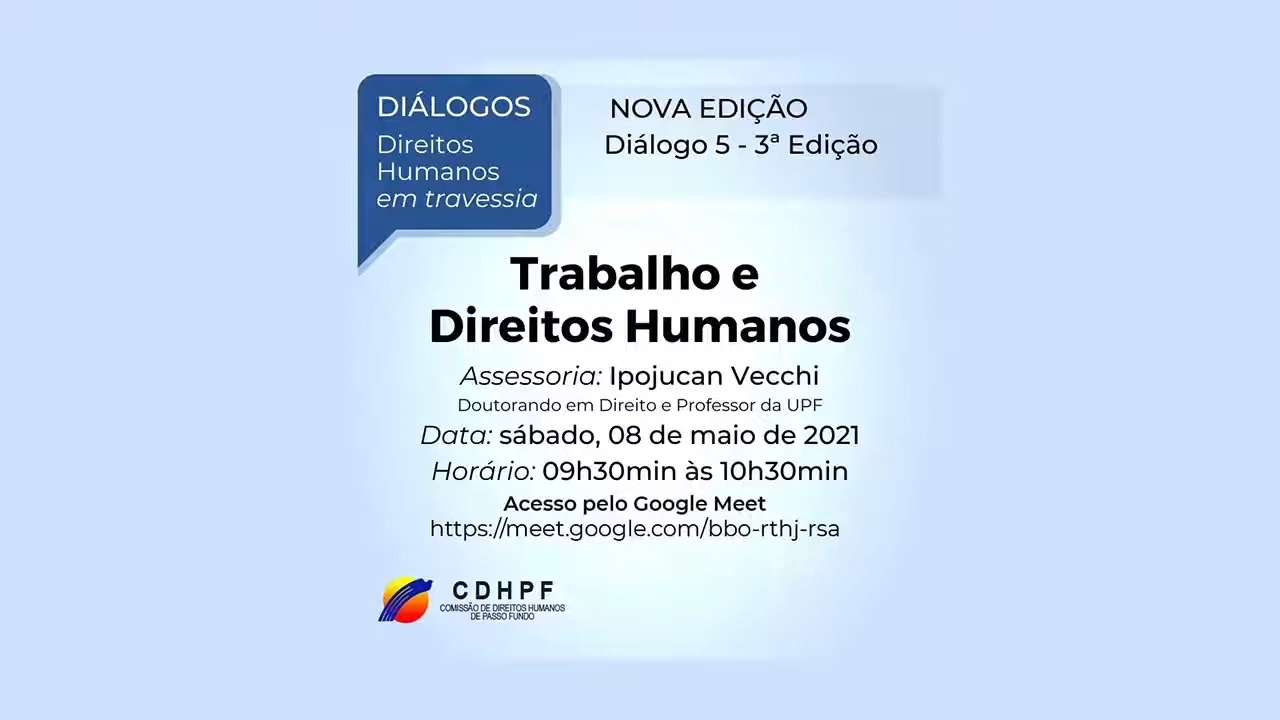 DIÁLOGOS
Direitos
Humanos
em travessia
NOVA EDIÇÃO
Diálogo 5 - 3ª Edição
Trabalho e
Direitos Humanos
Assessoria: Ipojucan Vecchi
Doutorando em Direito e Professor da UPF
Data: sábado, 08 de maio de 2021
Horário: 09h30min às 10h30min
Acesso pelo Google Meet
https://meet.google.com/bbo-rthj-rsa
CDHPF
COMISSÃO DE DIREITOS HUMANOS
DE PASSO FUNDO